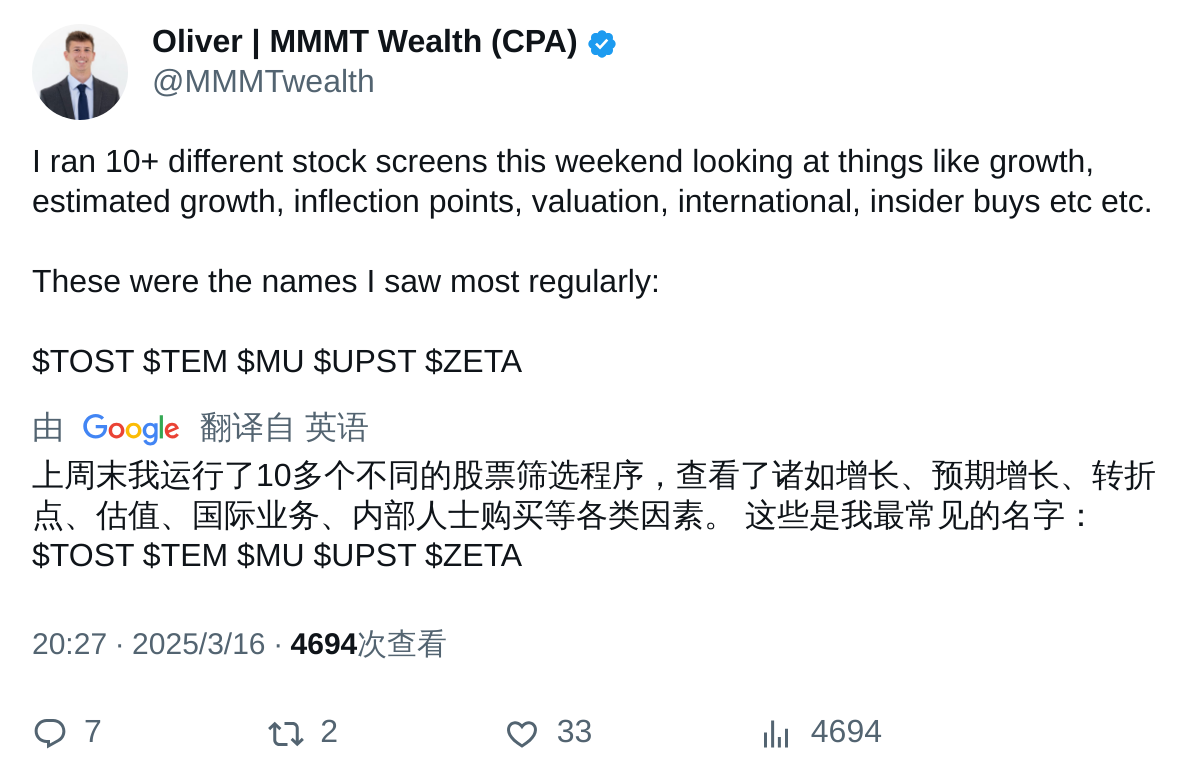 Oliver | MMMT Wealth (CPA)
@MMMTwealth
I ran 10+ different stock screens this weekend looking at things like growth,
estimated growth, inflection points, valuation, international, insider buys etc etc.
These were the names I saw most regularly:
$TOST $TEM $MU $UPST $ZETA
由 Google 翻译自 英语
上周末我运行了10多个不同的股票筛选程序，查看了诸如增长、预期增长、转折
点、估值、国际业务、内部人士购买等各类因素。 这些是我最常见的名字：
$TOST $TEM $MU $UPST $ZETA
20:27 · 2025/3/16 · 4694次查看
7 2 33 4694